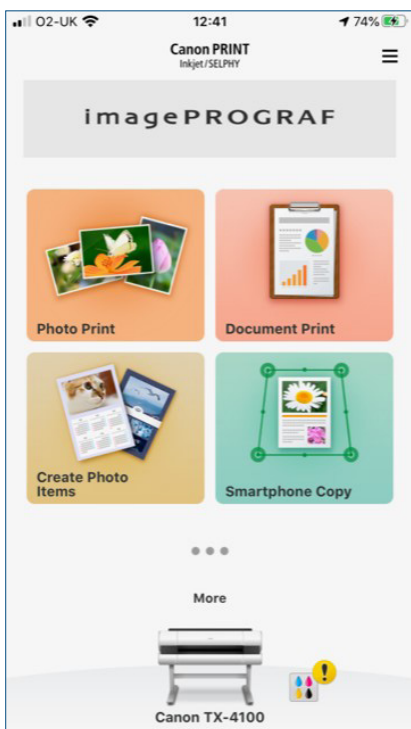 O2-UK 12:41 74%
Canon PRINT
Inkjet/SELPHY
imagePROGRAF
Photo Print
Document Print
Create Photo
Items
Smartphone Copy
More
!
Canon TX-4100